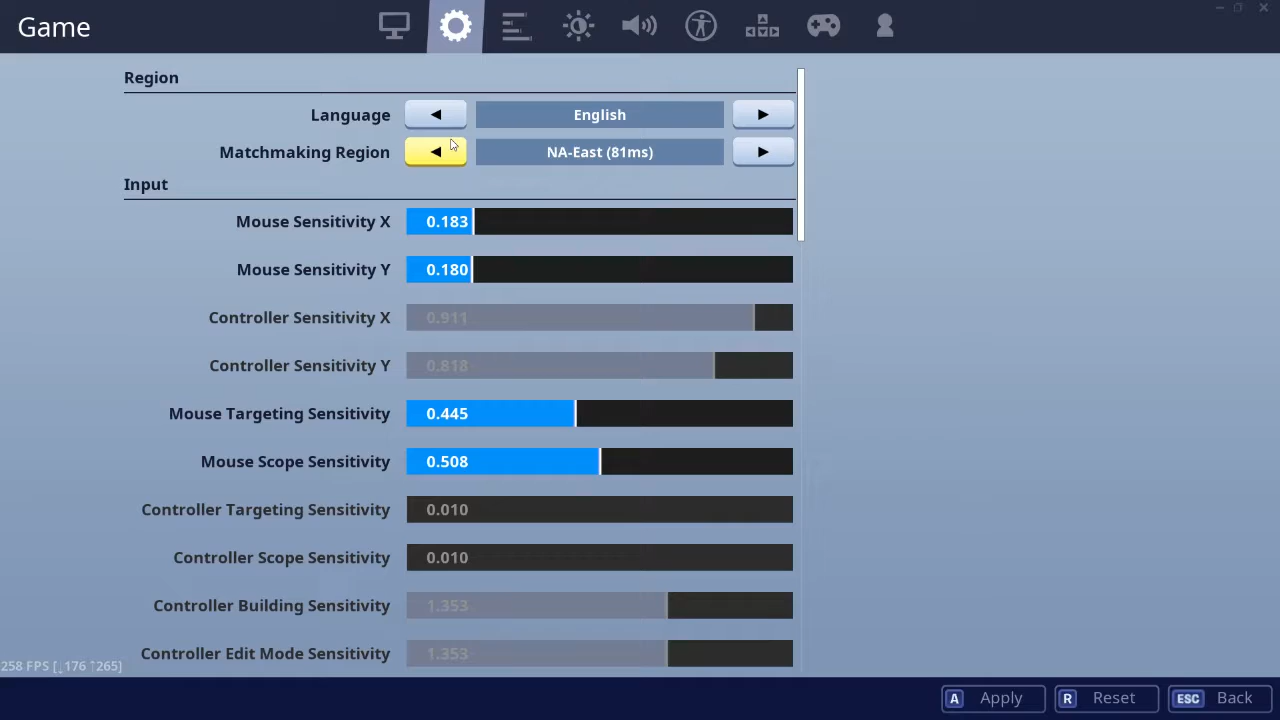 Game
Region
Language English
Matchmaking Region NA-East (81ms)
Input
Mouse Sensitivity X 0.183
Mouse Sensitivity Y 0.180
Controller Sensitivity X 0.911
Controller Sensitivity Y 0.818
Mouse Targeting Sensitivity 0.445
Mouse Scope Sensitivity 0.508
Controller Targeting Sensitivity 0.010
Controller Scope Sensitivity 0.010
Controller Building Sensitivity 1.353
Controller Edit Mode Sensitivity 1.353
258 FPS [↓176 ↑265]
A Apply R Reset ESC Back